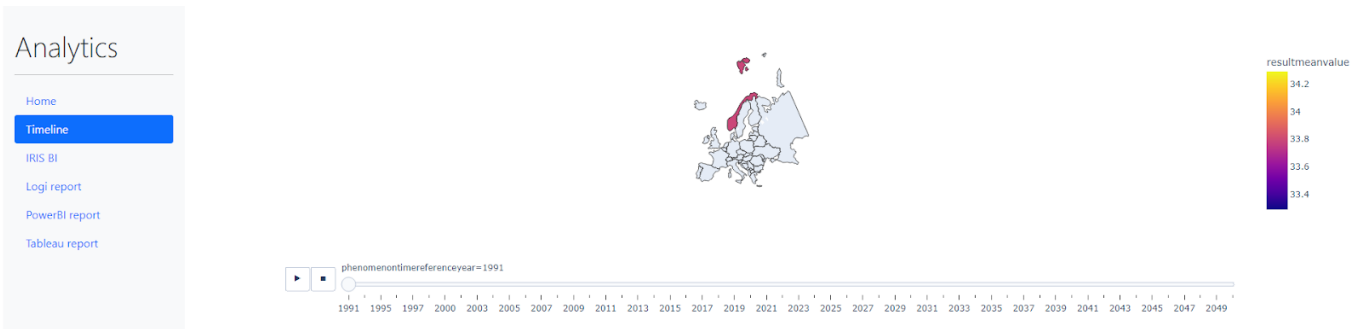 Analytics
Home
Timeline
IRIS BI
Logi report
PowerBI report
Tableau report
resultmeanvalue
34.2
34
33.8
33.6
33.4
phenomenontimereferenceyear=1991
1991 1995 1997 2000 2003 2005 2007 2009 2011 2013 2015 2017 2019 2021 2023 2025 2027 2029 2031 2033 2035 2037 2039 2041 2043 2045 2047 2049